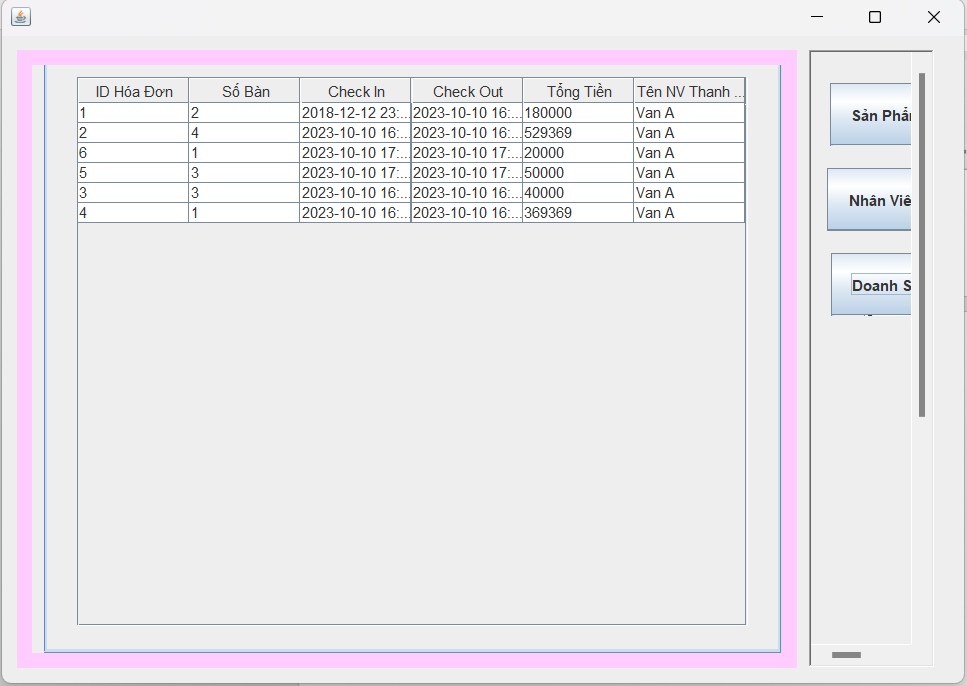 ID Hóa Đơn Số Bàn Check In Check Out Tổng Tiền Tên NV Thanh ...
1 2 2018-12-12 23:... 2023-10-10 16:... 180000 Van A
2 4 2023-10-10 16:... 2023-10-10 16:... 529369 Van A
6 1 2023-10-10 17:... 2023-10-10 17:... 20000 Van A
5 3 2023-10-10 17:... 2023-10-10 17:... 50000 Van A
3 3 2023-10-10 16:... 2023-10-10 16:... 40000 Van A
4 1 2023-10-10 16:... 2023-10-10 16:... 369369 Van A
Sản Phẩ
Nhân Viê
Doanh S